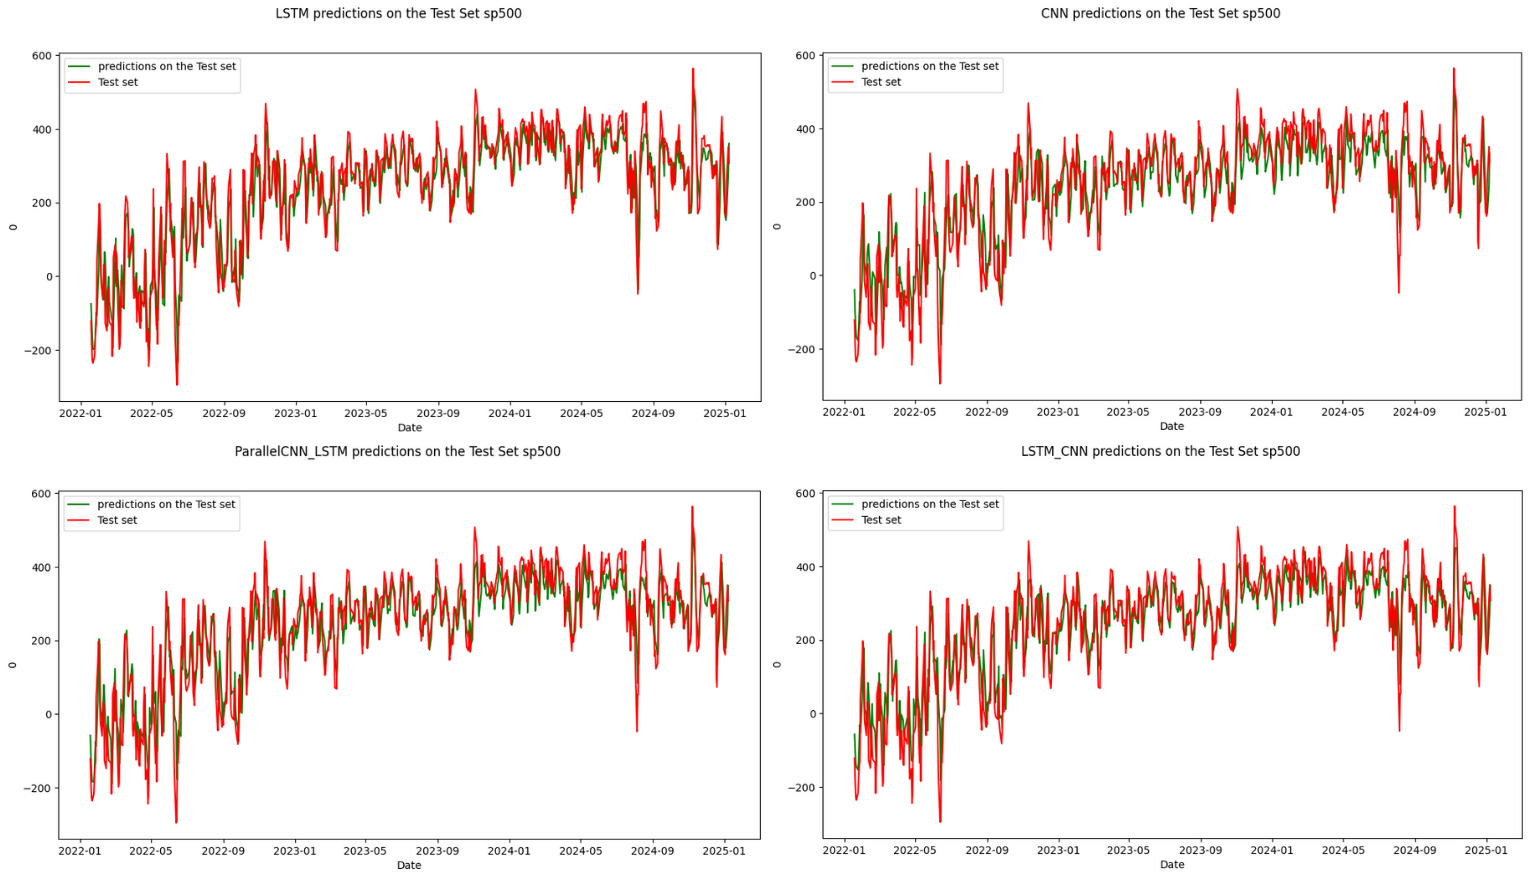 LSTM predictions on the Test Set sp500
600
400
200
0
−200
0
predictions on the Test set
Test set
2022-01 2022-05 2022-09 2023-01 2023-05 2023-09 2024-01 2024-05 2024-09 2025-01
Date
CNN predictions on the Test Set sp500
600
400
200
0
−200
0
predictions on the Test set
Test set
2022-01 2022-05 2022-09 2023-01 2023-05 2023-09 2024-01 2024-05 2024-09 2025-01
Date
ParallelCNN_LSTM predictions on the Test Set sp500
600
400
200
0
−200
0
predictions on the Test set
Test set
2022-01 2022-05 2022-09 2023-01 2023-05 2023-09 2024-01 2024-05 2024-09 2025-01
Date
LSTM_CNN predictions on the Test Set sp500
600
400
200
0
−200
0
predictions on the Test set
Test set
2022-01 2022-05 2022-09 2023-01 2023-05 2023-09 2024-01 2024-05 2024-09 2025-01
Date